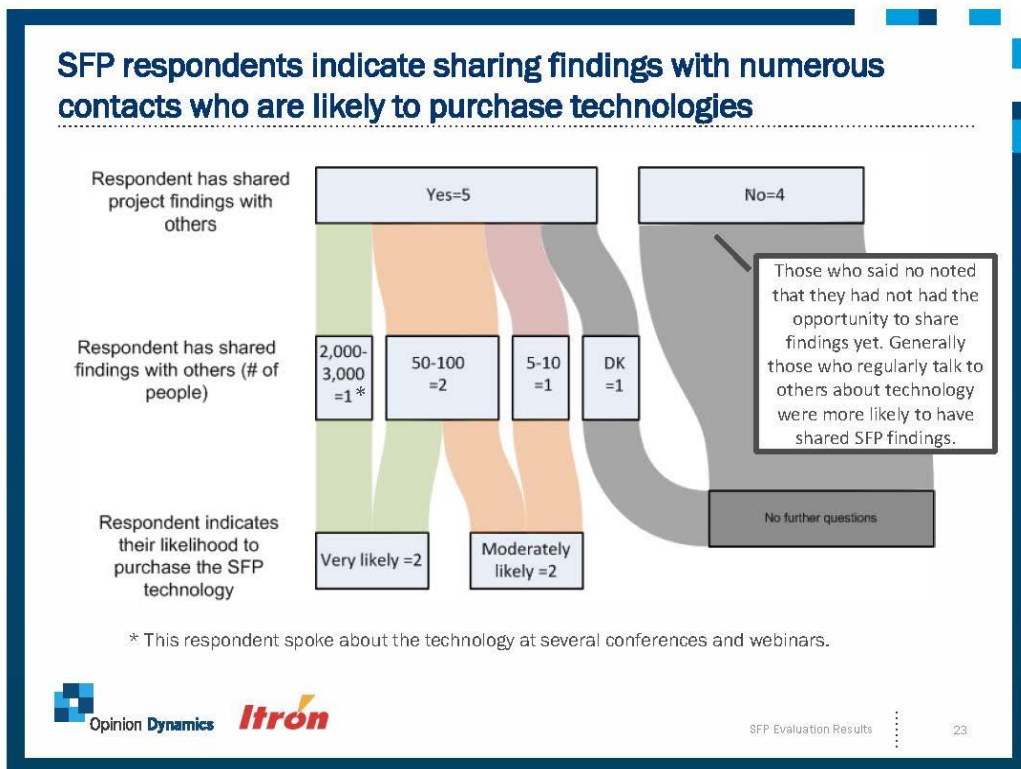 SFP respondents indicate sharing findings with numerous
contacts who are likely to purchase technologies
Respondent has shared
project findings with
others
Yes=5
No=4
Those who said no noted
that they had not had the
opportunity to share
findings yet. Generally
those who regularly talk to
others about technology
were more likely to have
shared SFP findings.
Respondent has shared
findings with others (# of
people)
2,000-
3,000
=1*
50-100
=2
5-10
=1
DK
=1
Respondent indicates
their likelihood to
purchase the SFP
technology
Very likely =2
Moderately
likely =2
No further questions
* This respondent spoke about the technology at several conferences and webinars.
Opinion Dynamics
Itrón
SFP Evaluation Results
23